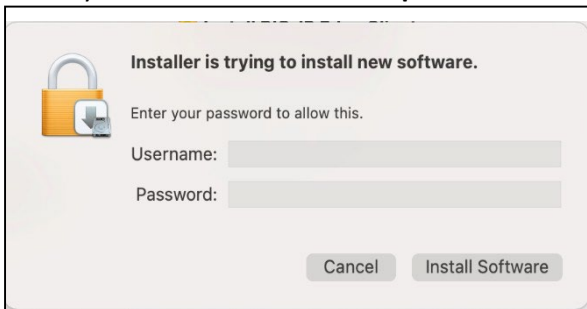 Installer is trying to install new software.
Enter your password to allow this.
Username:
Password:
Cancel Install Software